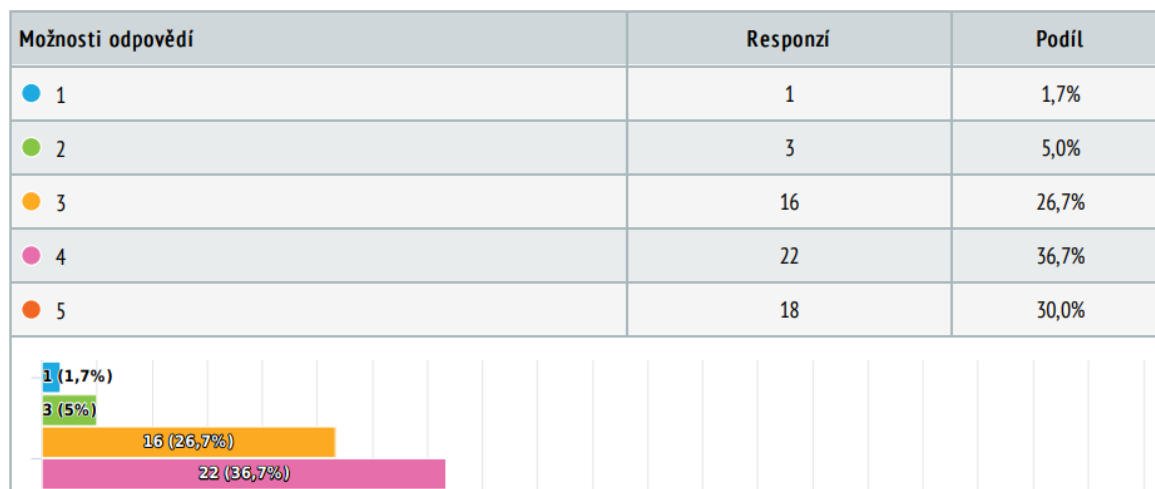 Možnosti odpovědí Responzí Podíl
1 1 1,7%
2 3 5,0%
3 16 26,7%
4 22 36,7%
5 18 30,0%
1 (1,7%)
3 (5%)
16 (26,7%)
22 (36,7%)